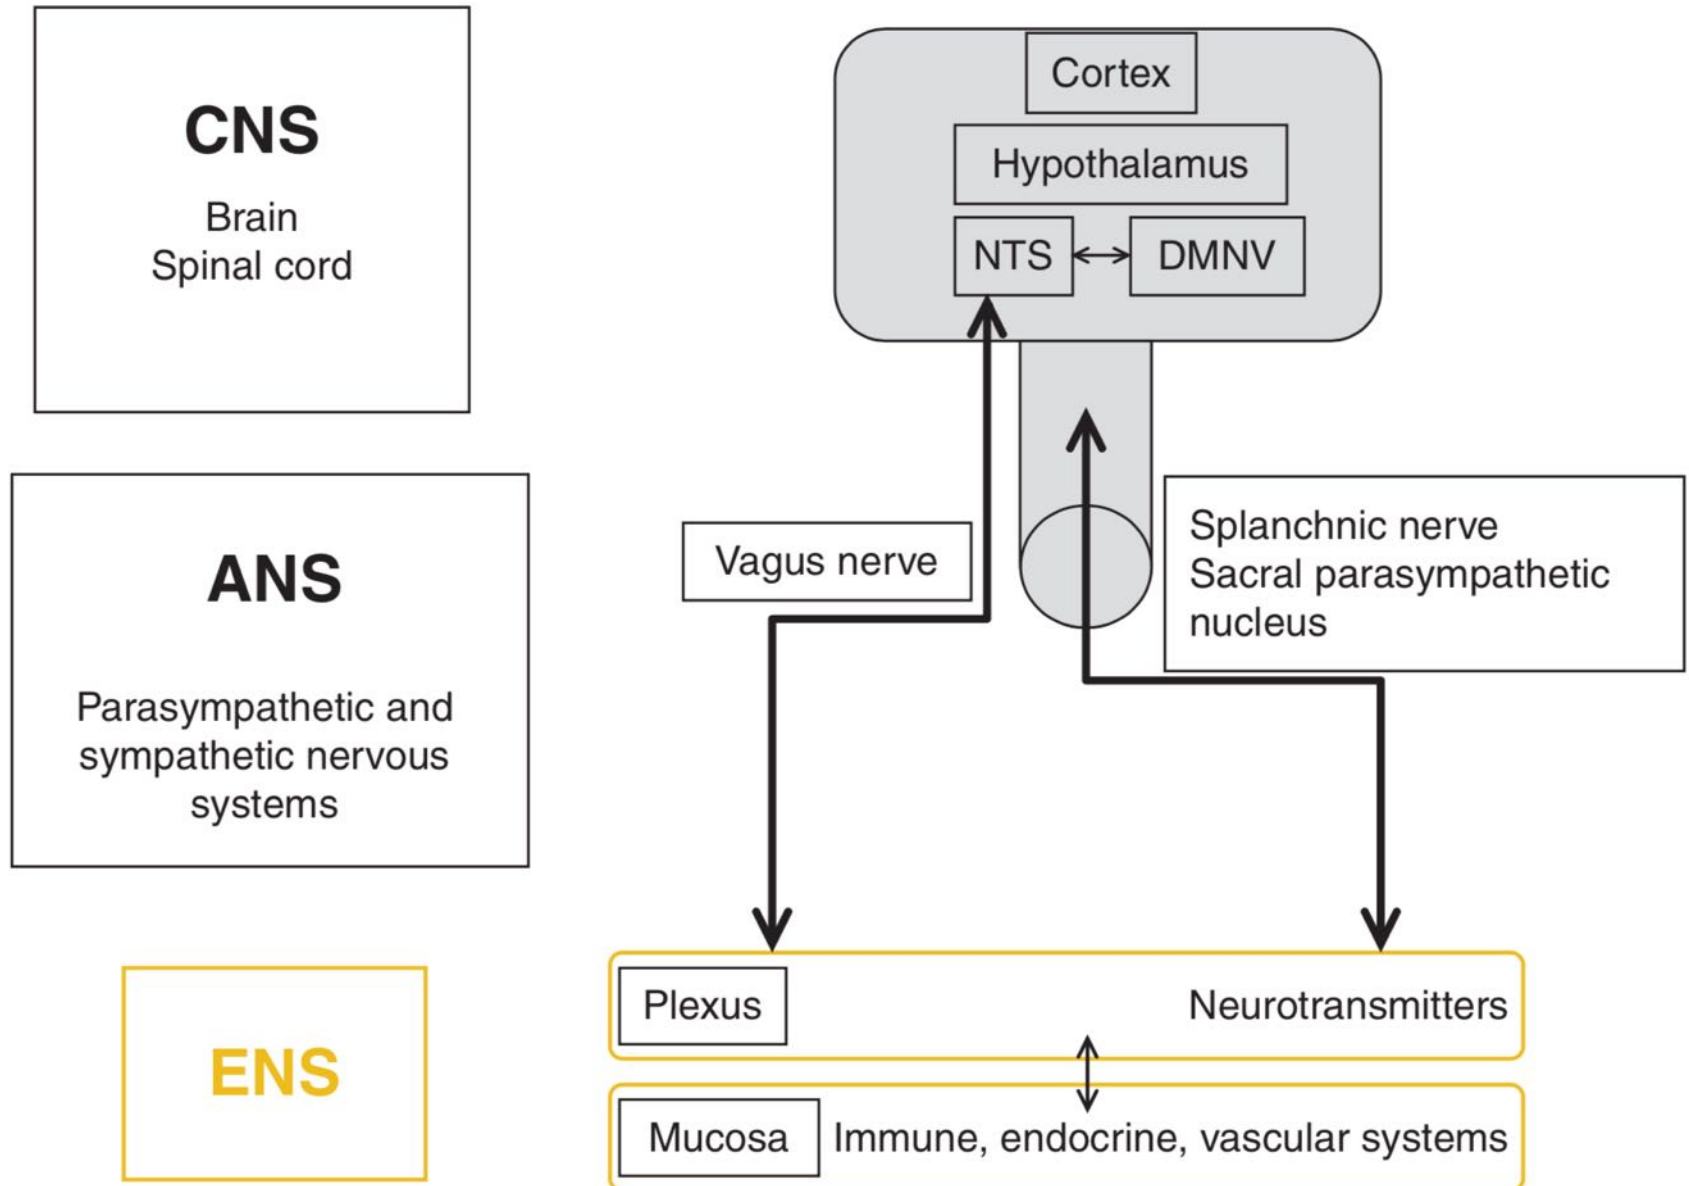 CNS
Brain
Spinal cord
ANS
Parasympathetic and
sympathetic nervous
systems
ENS
Cortex
Hypothalamus
NTS
DMNV
Vagus nerve
Splanchnic nerve
Sacral parasympathetic
nucleus
Plexus
Neurotransmitters
Mucosa
Immune, endocrine, vascular systems